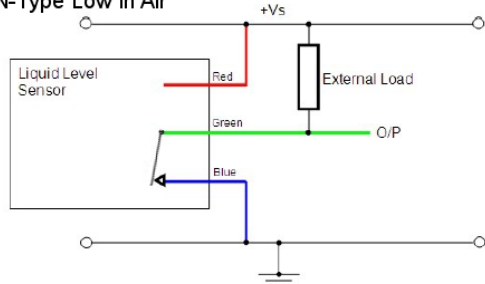 N-Type Low in Air
+Vs
Liquid Level
Sensor
Red
External Load
Green
O/P
Blue